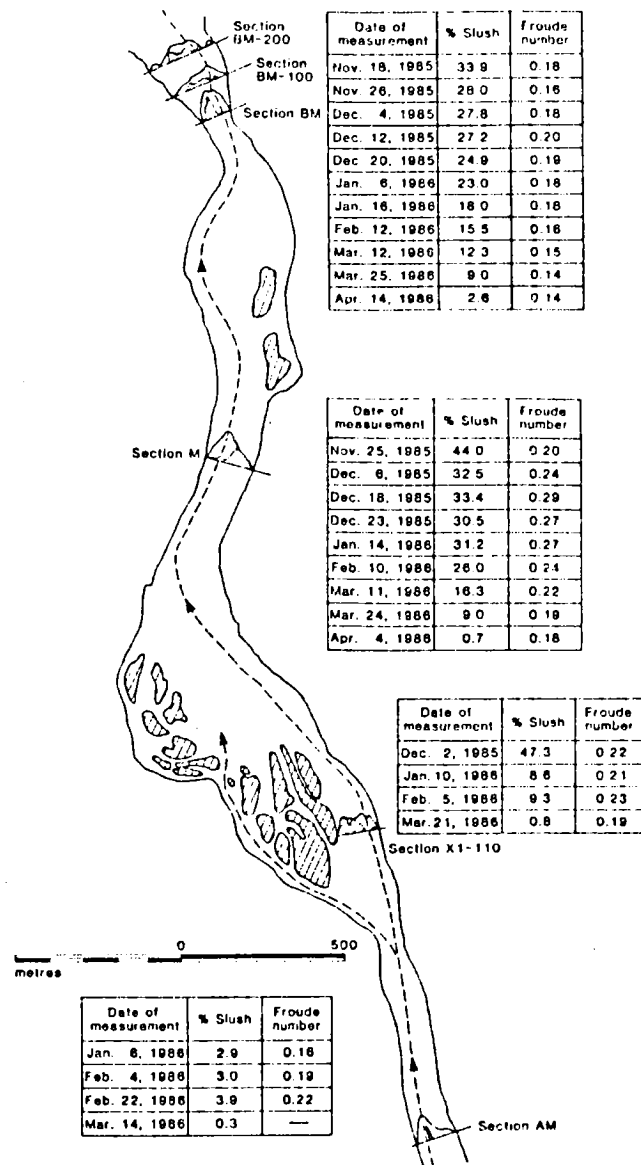 Section
BM-200
Section
BM-100
Section BM
Date of measurement % Slush Froude number
Nov. 18, 1985 33.9 0.18
Nov. 26, 1985 28.0 0.16
Dec. 4, 1985 27.8 0.18
Dec. 12, 1985 27.2 0.20
Dec. 20, 1985 24.9 0.19
Jan. 6, 1986 23.0 0.18
Jan. 16, 1986 18.0 0.18
Feb. 12, 1986 15.5 0.16
Mar. 12, 1986 12.3 0.15
Mar. 25, 1986 9.0 0.14
Apr. 14, 1986 2.6 0.14
Section M
Date of measurement % Slush Froude number
Nov. 25, 1985 44.0 0.20
Dec. 6, 1985 32.5 0.24
Dec. 18, 1985 33.4 0.29
Dec. 23, 1985 30.5 0.27
Jan. 14, 1986 31.2 0.27
Feb. 10, 1986 26.0 0.24
Mar. 11, 1986 16.3 0.22
Mar. 24, 1986 9.0 0.19
Apr. 4, 1986 0.7 0.18
Date of measurement % Slush Froude number
Dec. 2, 1985 47.3 0.22
Jan. 10, 1986 8.6 0.21
Feb. 5, 1986 9.3 0.23
Mar. 21, 1986 0.8 0.19
Section X1-110
0 500
metres
Date of measurement % Slush Froude number
Jan. 6, 1986 2.9 0.16
Feb. 4, 1986 3.0 0.19
Feb. 22, 1986 3.9 0.22
Mar. 14, 1986 0.3 —
Section AM